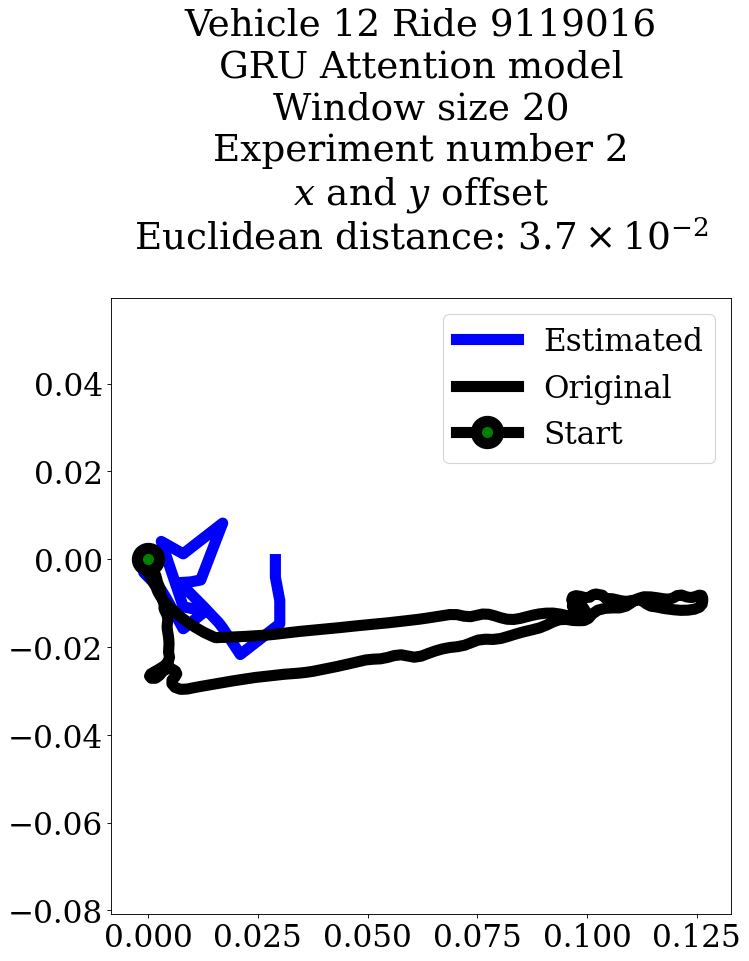 Vehicle 12 Ride 9119016
GRU Attention model
Window size 20
Experiment number 2
x and y offset
Euclidean distance: 3.7 × 10⁻²
Estimated
Original
Start
0.04
0.02
0.00
−0.02
−0.04
−0.06
−0.08
0.000 0.025 0.050 0.075 0.100 0.125